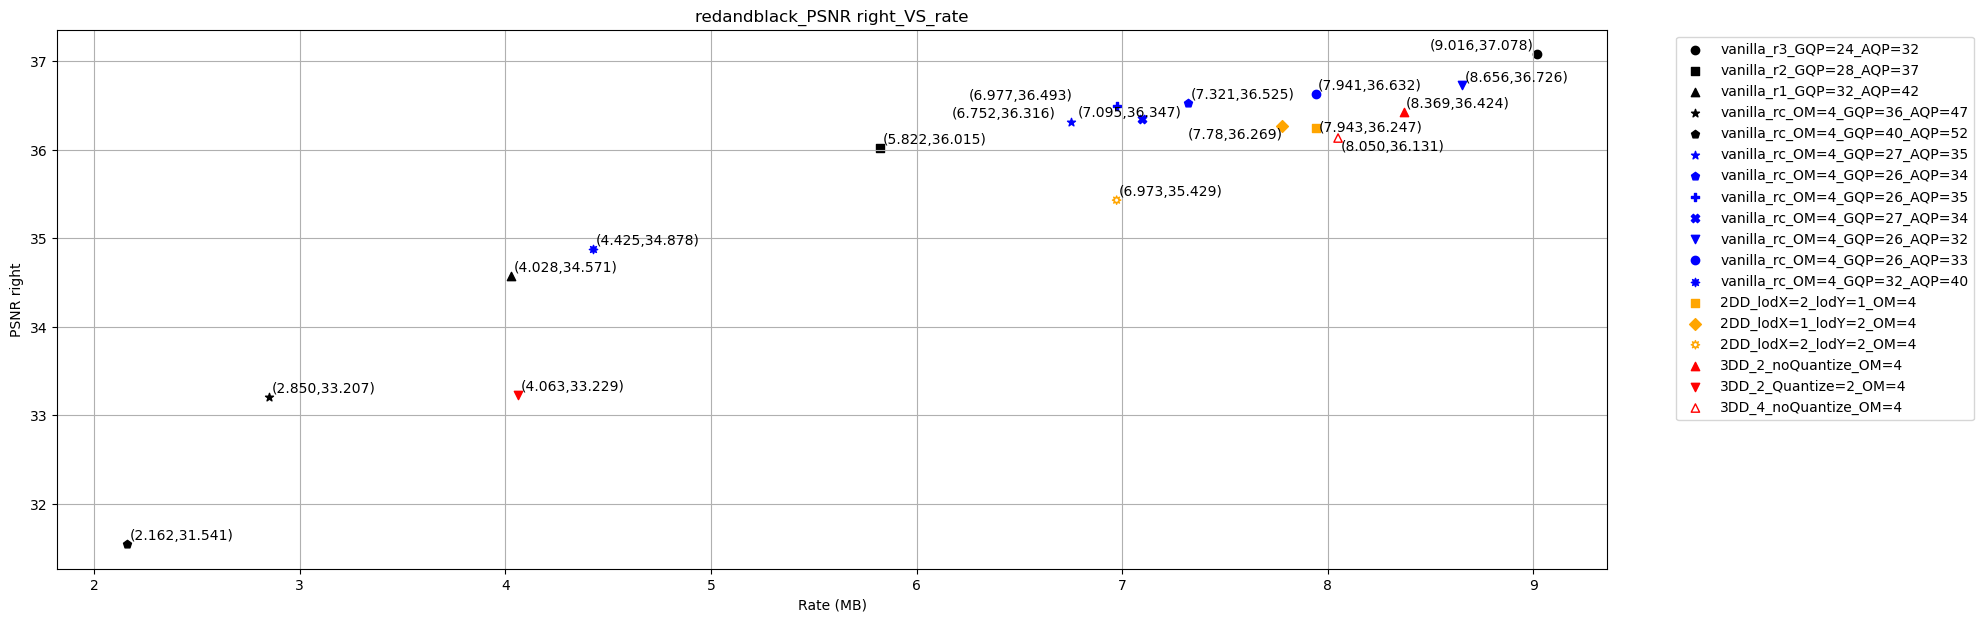 redandblack_PSNR right_VS_rate
PSNR right
37
36
35
34
33
32
(9.016,37.078)
(8.656,36.726)
(7.941,36.632)
(6.977,36.493)
(7.321,36.525)
(8.369,36.424)
(6.752,36.316)
(7.095,36.347)
(7.78,36.269)
(7.943,36.247)
(8.050,36.131)
(5.822,36.015)
(6.973,35.429)
(4.425,34.878)
(4.028,34.571)
(2.850,33.207)
(4.063,33.229)
(2.162,31.541)
2
3
4
5
6
7
8
9
Rate (MB)
vanilla_r3_GQP=24_AQP=32
vanilla_r2_GQP=28_AQP=37
vanilla_r1_GQP=32_AQP=42
vanilla_rc_OM=4_GQP=36_AQP=47
vanilla_rc_OM=4_GQP=40_AQP=52
vanilla_rc_OM=4_GQP=27_AQP=35
vanilla_rc_OM=4_GQP=26_AQP=34
vanilla_rc_OM=4_GQP=26_AQP=35
vanilla_rc_OM=4_GQP=27_AQP=34
vanilla_rc_OM=4_GQP=26_AQP=32
vanilla_rc_OM=4_GQP=26_AQP=33
vanilla_rc_OM=4_GQP=32_AQP=40
2DD_lodX=2_lodY=1_OM=4
2DD_lodX=1_lodY=2_OM=4
2DD_lodX=2_lodY=2_OM=4
3DD_2_noQuantize_OM=4
3DD_2_Quantize=2_OM=4
3DD_4_noQuantize_OM=4